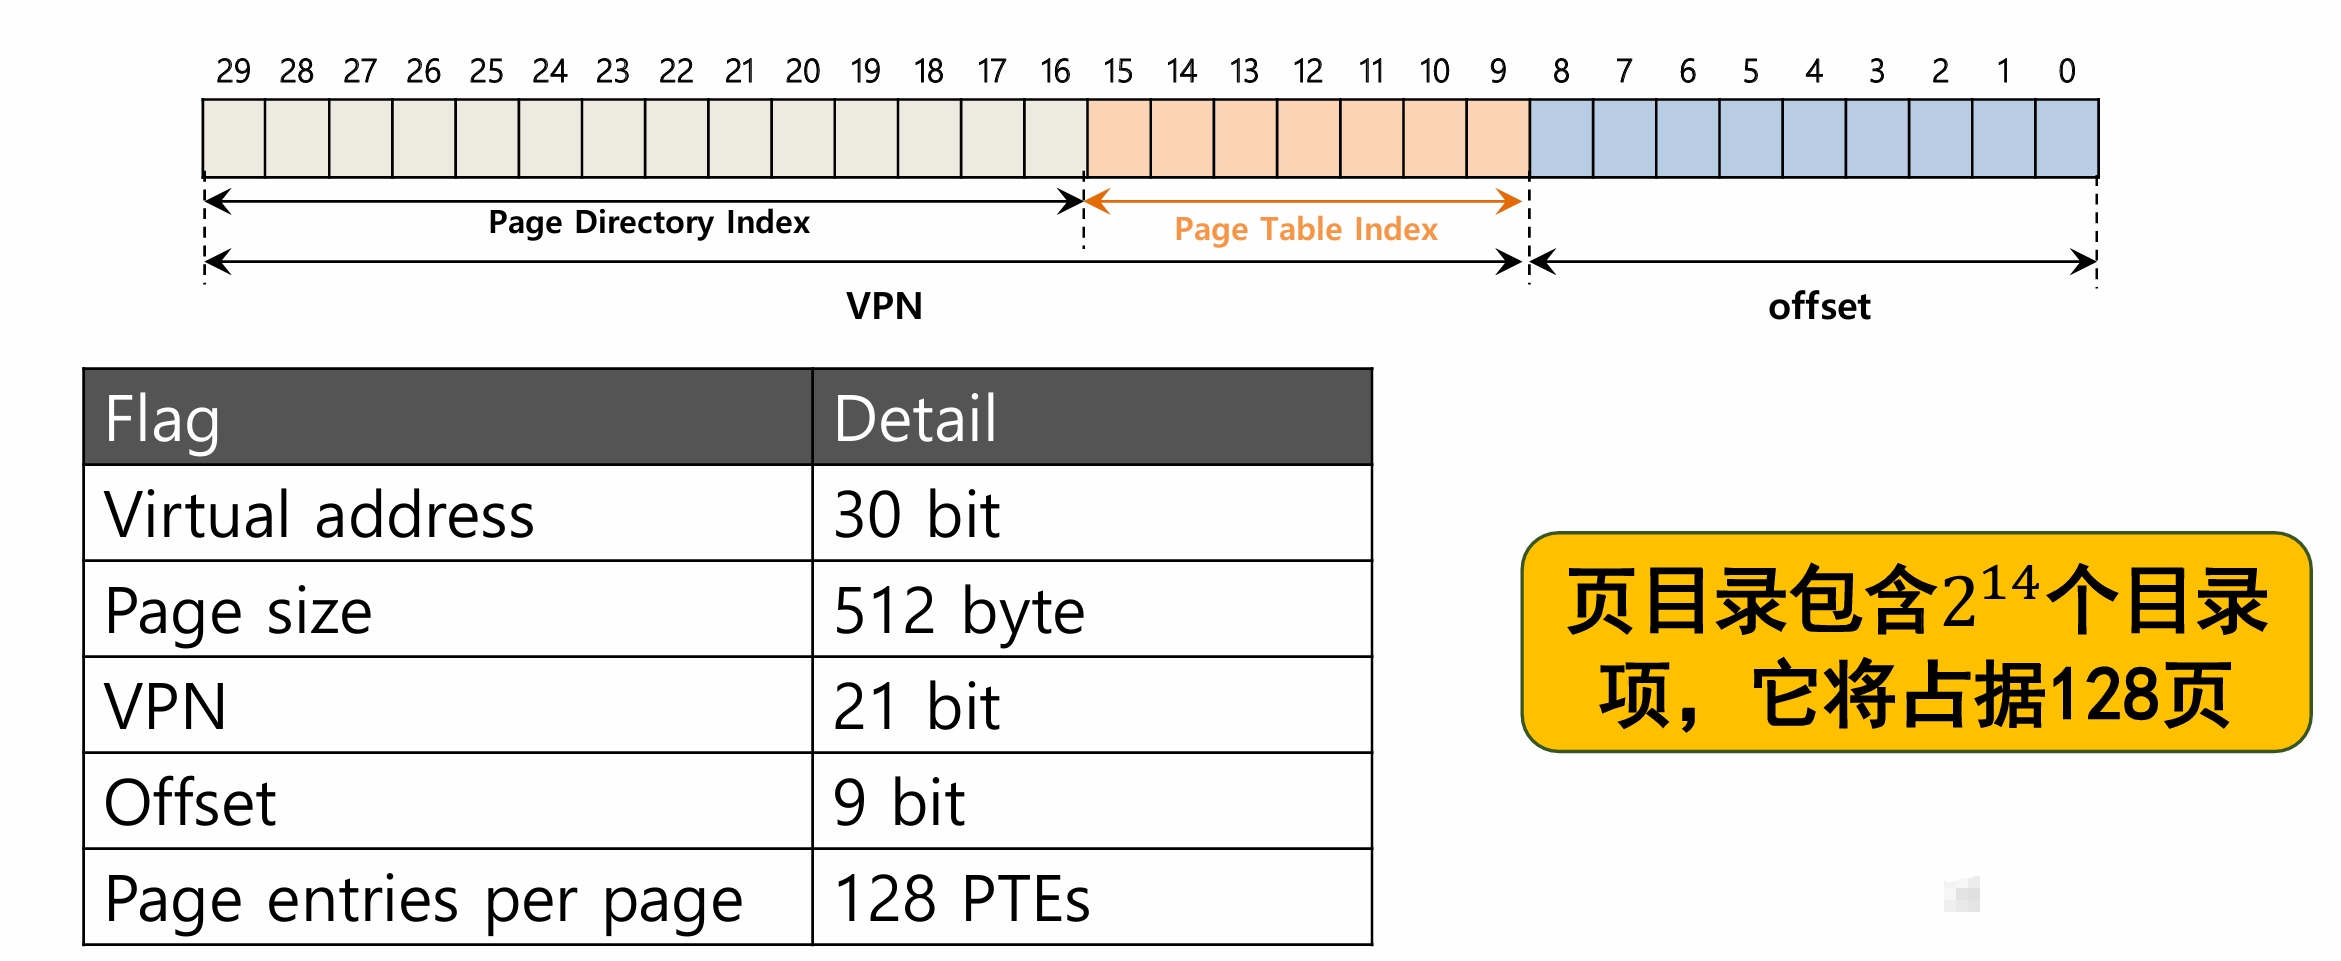 29 28 27 26 25 24 23 22 21 20 19 18 17 16 15 14 13 12 11 10 9 8 7 6 5 4 3 2 1 0
Page Directory Index
Page Table Index
VPN
offset
Flag Detail
Virtual address 30 bit
Page size 512 byte
VPN 21 bit
Offset 9 bit
Page entries per page 128 PTEs
页目录包含2¹⁴个目录
项，它将占据128页